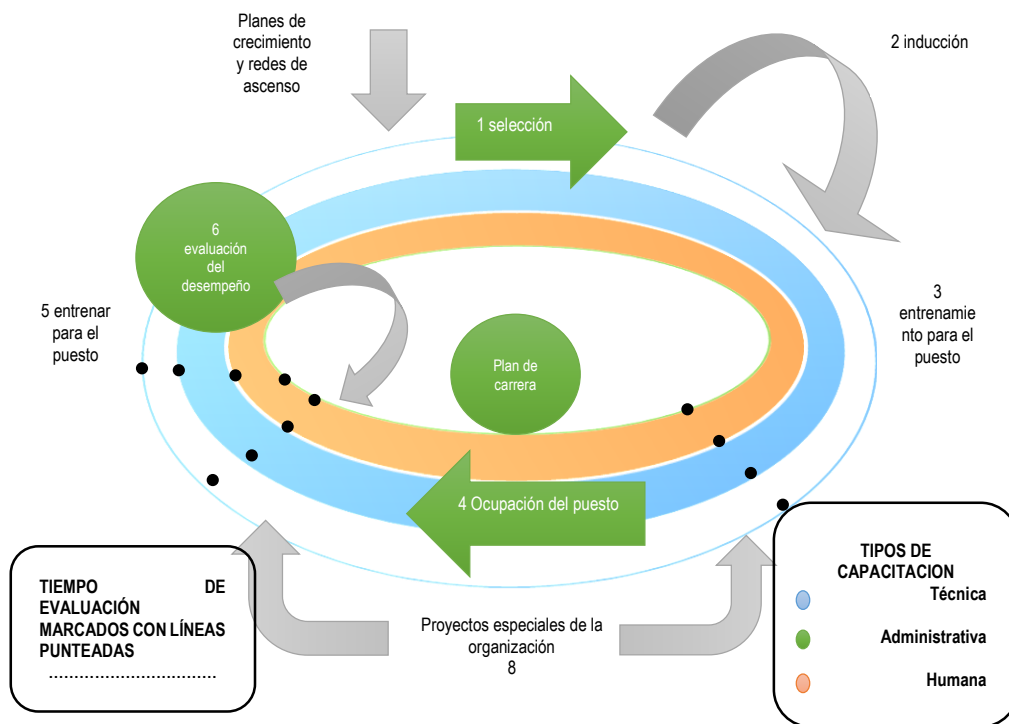 Planes de
crecimiento
y redes de
ascenso
2 inducción
1 selección
6
evaluación
del
desempeño
5 entrenar
para el
puesto
3
entrenamie
nto para el
puesto
Plan de
carrera
4 Ocupación del puesto
TIEMPO DE
EVALUACIÓN
MARCADOS CON LÍNEAS
PUNTEADAS
..................................
Proyectos especiales de la
organización
8
TIPOS DE
CAPACITACION
Técnica
Administrativa
Humana